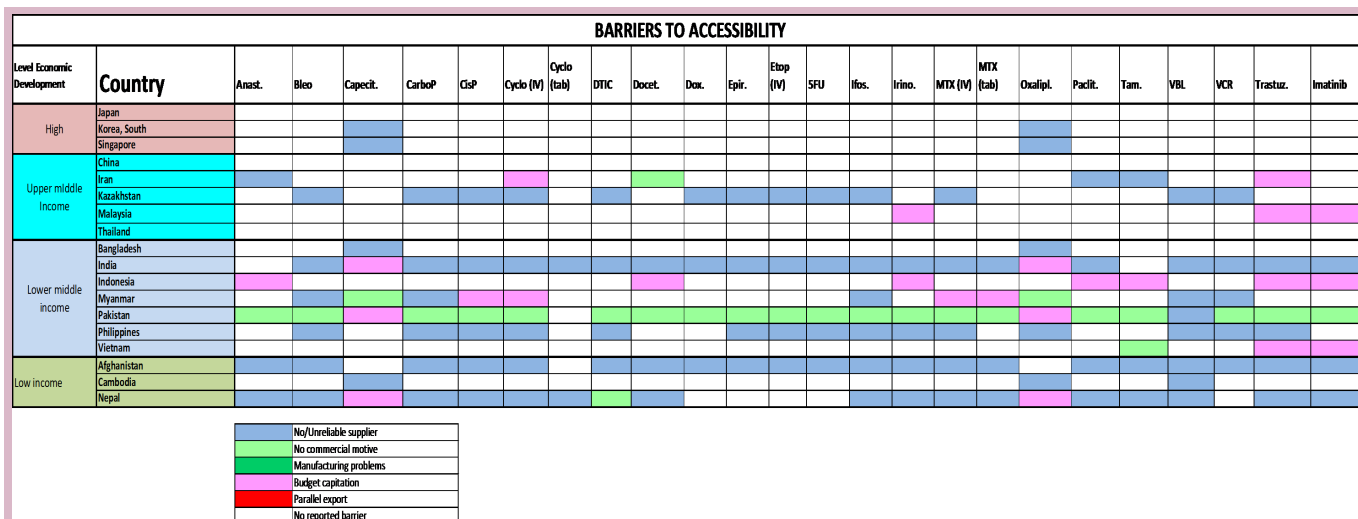 BARRIERS TO ACCESSIBILITY
Level Economic Development Country Anast. Bleo Capecit. CarboP CisP Cyclo (IV) Cyclo (tab) DTIC Docet. Dox. Epir. Etop (IV) 5FU Ifos. Irino. MTX (IV) MTX (tab) Oxalipl. Paclit. Tam. VBL VCR Trastuz. Imatinib
High
Japan
Korea, South
Singapore
Upper middle Income
China
Iran
Kazakhstan
Malaysia
Thailand
Lower middle income
Bangladesh
India
Indonesia
Myanmar
Pakistan
Philippines
Vietnam
Low income
Afghanistan
Cambodia
Nepal
No/Unreliable supplier
No commercial motive
Manufacturing problems
Budget capitation
Parallel export
No reported barrier